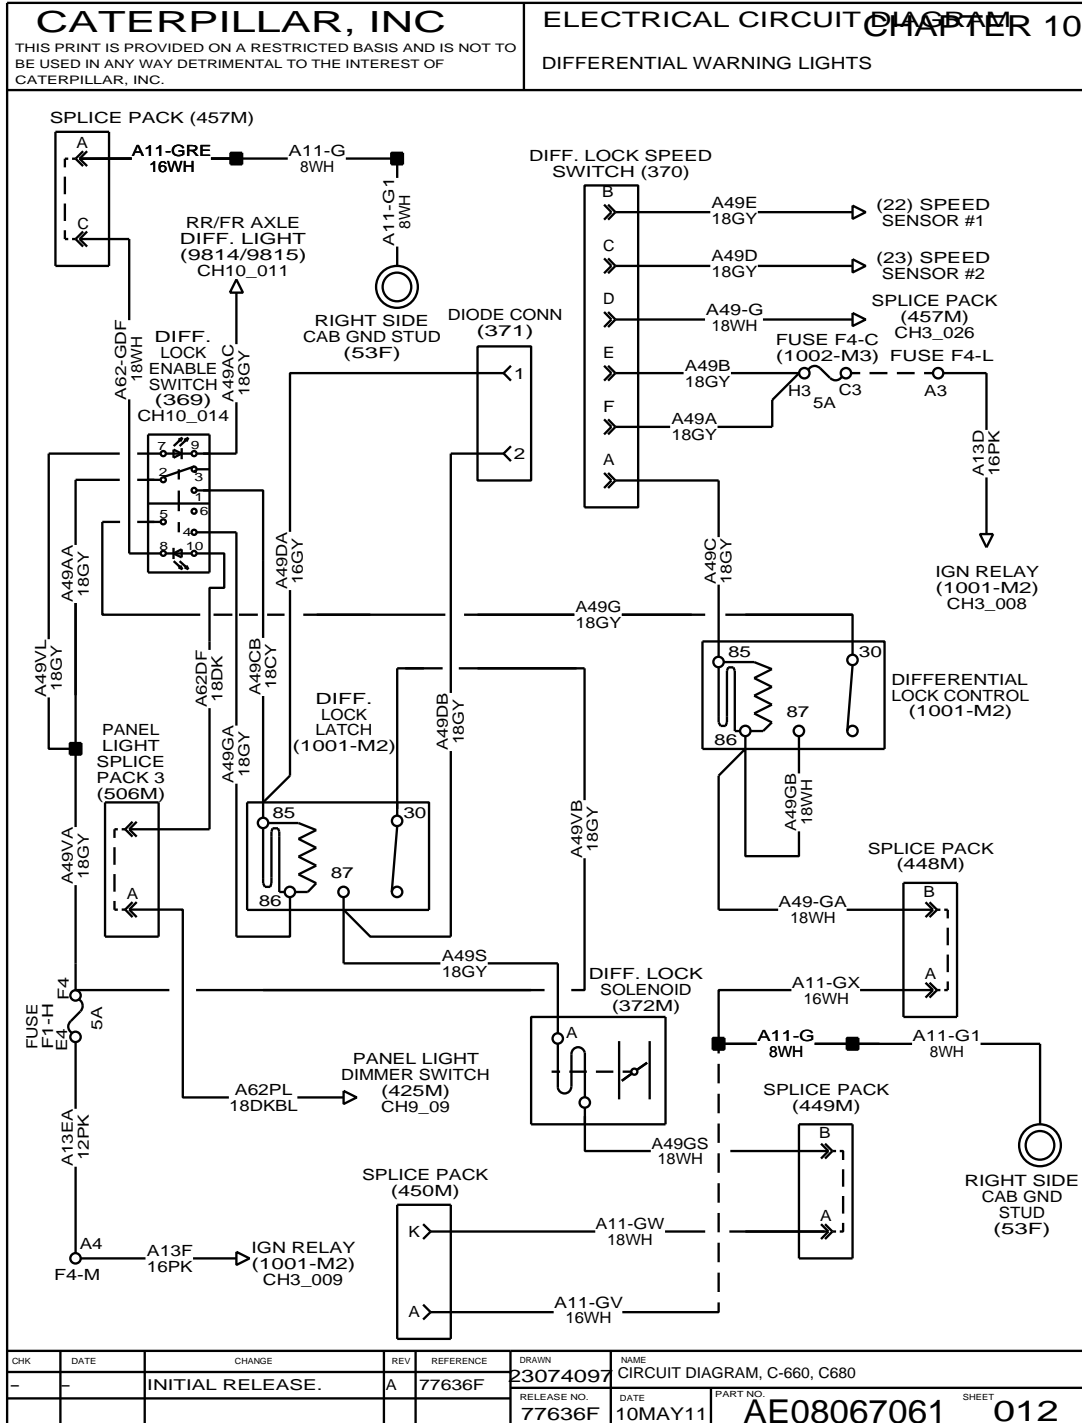 CATERPILLAR, INC
THIS PRINT IS PROVIDED ON A RESTRICTED BASIS AND IS NOT TO
BE USED IN ANY WAY DETRIMENTAL TO THE INTEREST OF
CATERPILLAR, INC.
ELECTRICAL CIRCUIT DIAGRAM
CHAPTER 10
DIFFERENTIAL WARNING LIGHTS
SPLICE PACK (457M)
A
A11-GRE
16WH
A11-G
8WH
C
A11-G1
8WH
RR/FR AXLE
DIFF. LIGHT
(9814/9815)
CH10_011
RIGHT SIDE
CAB GND STUD
(53F)
DIFF. LOCK SPEED
SWITCH (370)
B
A49E
18GY
(22) SPEED
SENSOR #1
C
A49D
18GY
(23) SPEED
SENSOR #2
D
A49-G
18WH
SPLICE PACK
(457M)
CH3_026
E
A49B
18GY
FUSE F4-C
(1002-M3)
H3
C3
5A
FUSE F4-L
A3
F
A49A
18GY
A
A13D
16PK
IGN RELAY
(1001-M2)
CH3_008
DIODE CONN
(371)
1
2
A62-GDF
18WH
DIFF.
LOCK
ENABLE
SWITCH
(369)
CH10_014
A49AC
18GY
7
9
2
3
1
5
6
4
8
10
A49AA
18GY
A49VL
18GY
A49DA
16GY
A49C
18GY
A49G
18GY
A62DF
18DK
A49CB
18CY
A49GA
18GY
DIFF.
LOCK
LATCH
(1001-M2)
A49DB
18GY
85
30
86
87
DIFFERENTIAL
LOCK CONTROL
(1001-M2)
PANEL
LIGHT
SPLICE
PACK 3
(506M)
A
85
30
86
87
A49VA
18GY
A49VB
18GY
A49GB
18WH
SPLICE PACK
(448M)
B
A
A49-GA
18WH
A49S
18GY
A11-GX
16WH
DIFF. LOCK
SOLENOID
(372M)
A
FUSE
F1-H
F4
E4
5A
A11-G
8WH
A11-G1
8WH
PANEL LIGHT
DIMMER SWITCH
(425M)
CH9_09
A62PL
18DKBL
SPLICE PACK
(449M)
B
A
A13EA
12PK
A49GS
18WH
RIGHT SIDE
CAB GND
STUD
(53F)
SPLICE PACK
(450M)
K
A
A11-GW
18WH
A11-GV
16WH
A4
F4-M
A13F
16PK
IGN RELAY
(1001-M2)
CH3_009
CHK DATE CHANGE REV REFERENCE
– – INITIAL RELEASE. A 77636F
DRAWN
23074097
NAME
CIRCUIT DIAGRAM, C-660, C680
RELEASE NO.
77636F
DATE
10MAY11
PART NO.
AE08067061
SHEET
012